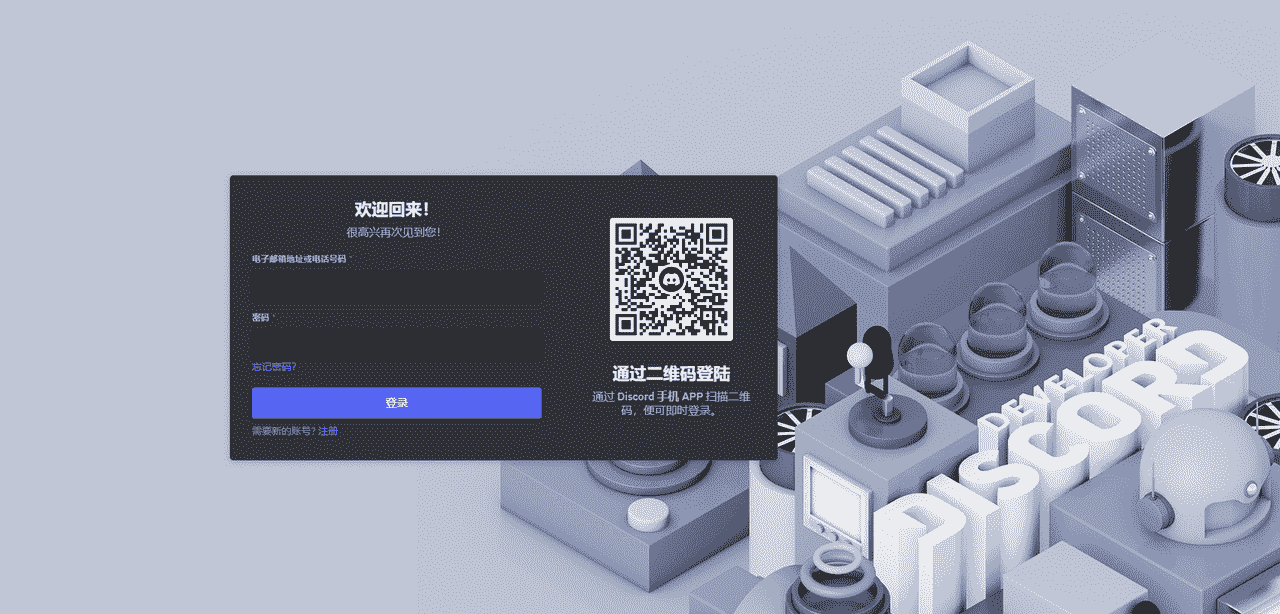 欢迎回来!
很高兴再次见到您!
电子邮箱地址或电话号码 *
密码 *
忘记密码?
登录
需要新的账号? 注册
通过二维码登陆
通过 Discord 手机 APP 扫描二维
码，便可即时登录。
DEVELOPER
DISCORD